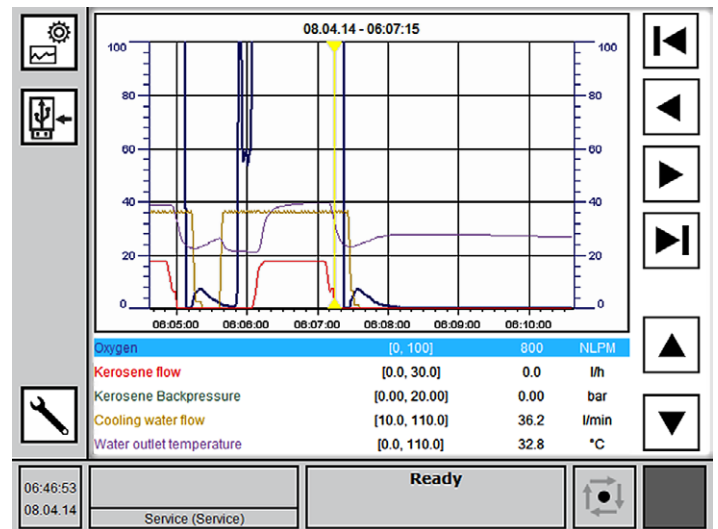 08.04.14 - 06:07:15
100 100
80 80
60 60
40 40
20 20
0 0
06:05:00 06:06:00 06:07:00 06:08:00 06:09:00 06:10:00
Oxygen [0, 100] 800 NLPM
Kerosene flow [0.0, 30.0] 0.0 l/h
Kerosene Backpressure [0.00, 20.00] 0.00 bar
Cooling water flow [10.0, 110.0] 36.2 l/min
Water outlet temperature [0.0, 110.0] 32.8 °C
06:46:53
08.04.14
Service (Service)
Ready